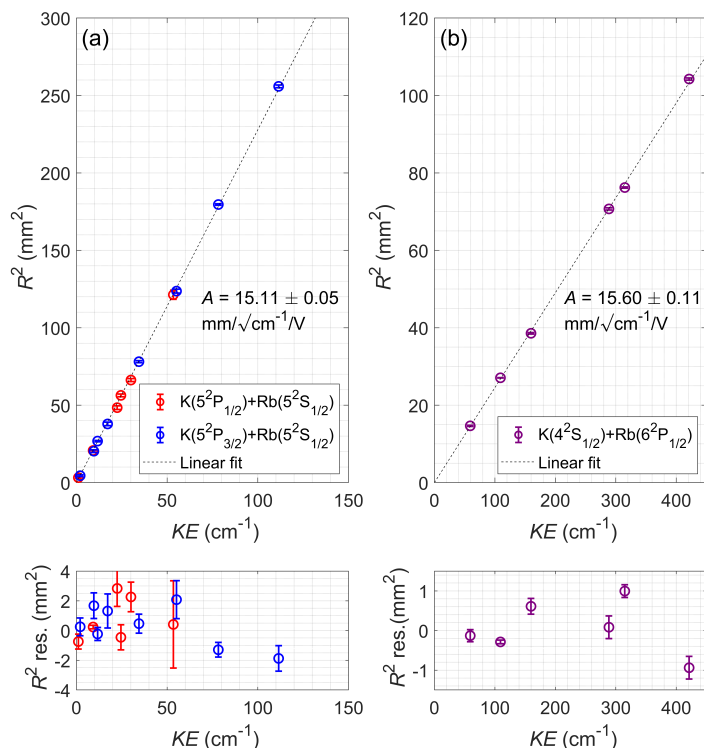 (a)
300
250
200
150
100
50
0
R² (mm²)
A = 15.11 ± 0.05
mm/√cm⁻¹/V
K(5²P₁/₂)+Rb(5²S₁/₂)
K(5²P₃/₂)+Rb(5²S₁/₂)
Linear fit
0 50 100 150
KE (cm⁻¹)
(b)
120
100
80
60
40
20
0
R² (mm²)
A = 15.60 ± 0.11
mm/√cm⁻¹/V
K(4²S₁/₂)+Rb(6²P₁/₂)
Linear fit
0 100 200 300 400
KE (cm⁻¹)
4
2
0
-2
-4
R² res.(mm²)
0 50 100 150
KE (cm⁻¹)
1
0
-1
R² res.(mm²)
0 100 200 300 400
KE (cm⁻¹)